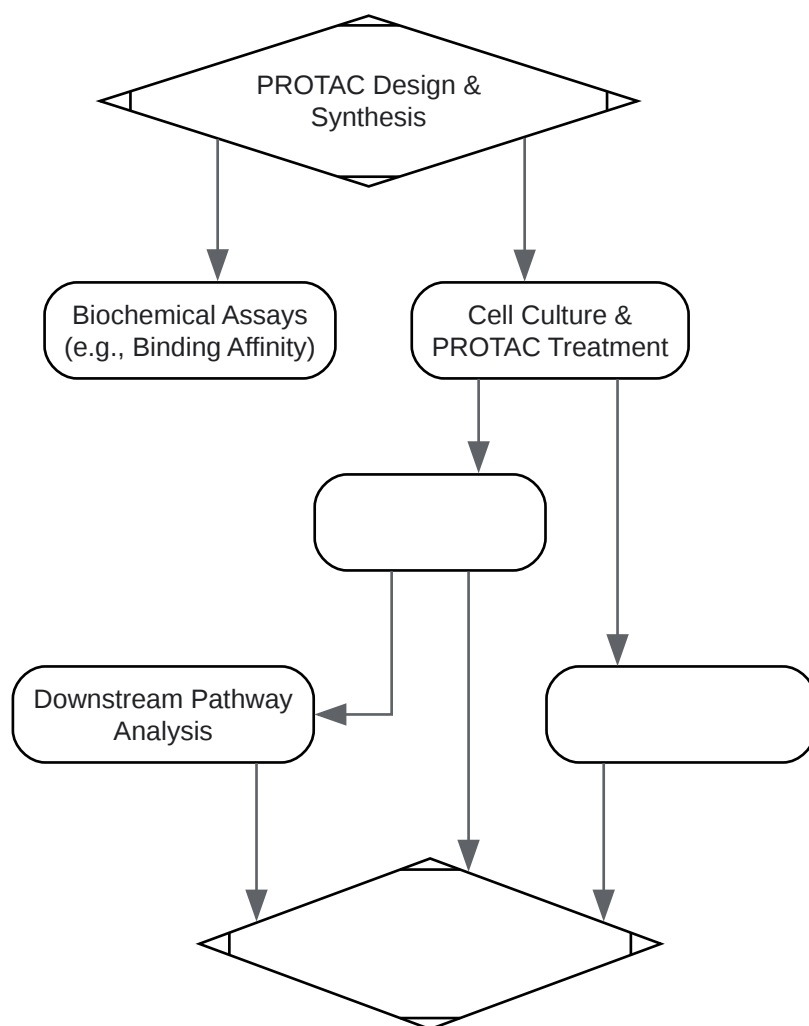 PROTAC Design &
Synthesis
Biochemical Assays
(e.g., Binding Affinity)
Cell Culture &
PROTAC Treatment
Downstream Pathway
Analysis